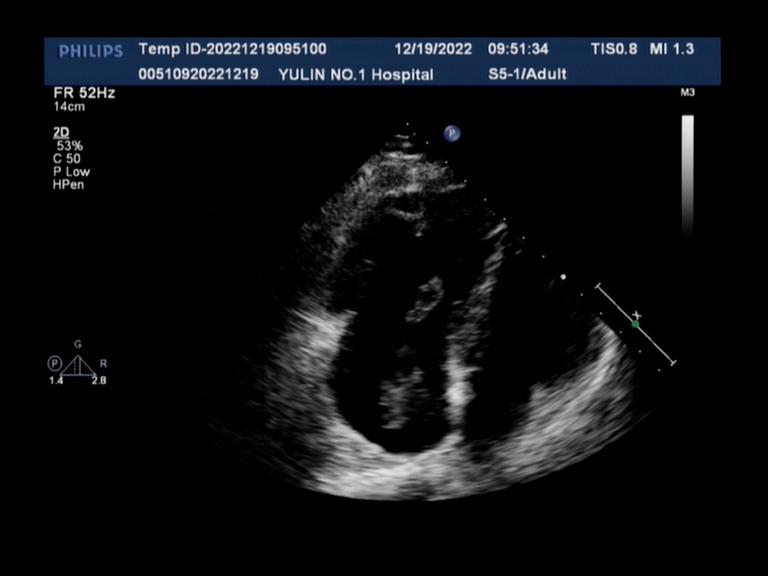 PHILIPS Temp ID-20221219095100 12/19/2022 09:51:34 TIS0.8 MI 1.3
00510920221219 YULIN NO.1 Hospital S5-1/Adult
FR 52Hz
14cm
M3
2D
53%
C 50
P Low
HPen
P
X
G
P R
1.4 2.8